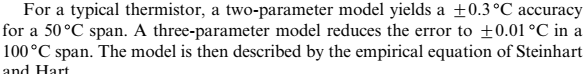 For a typical thermistor, a two-parameter model yields a ±0.3 °C accuracy
for a 50 °C span. A three-parameter model reduces the error to ±0.01 °C in a
100 °C span. The model is then described by the empirical equation of Steinhart
and Hart